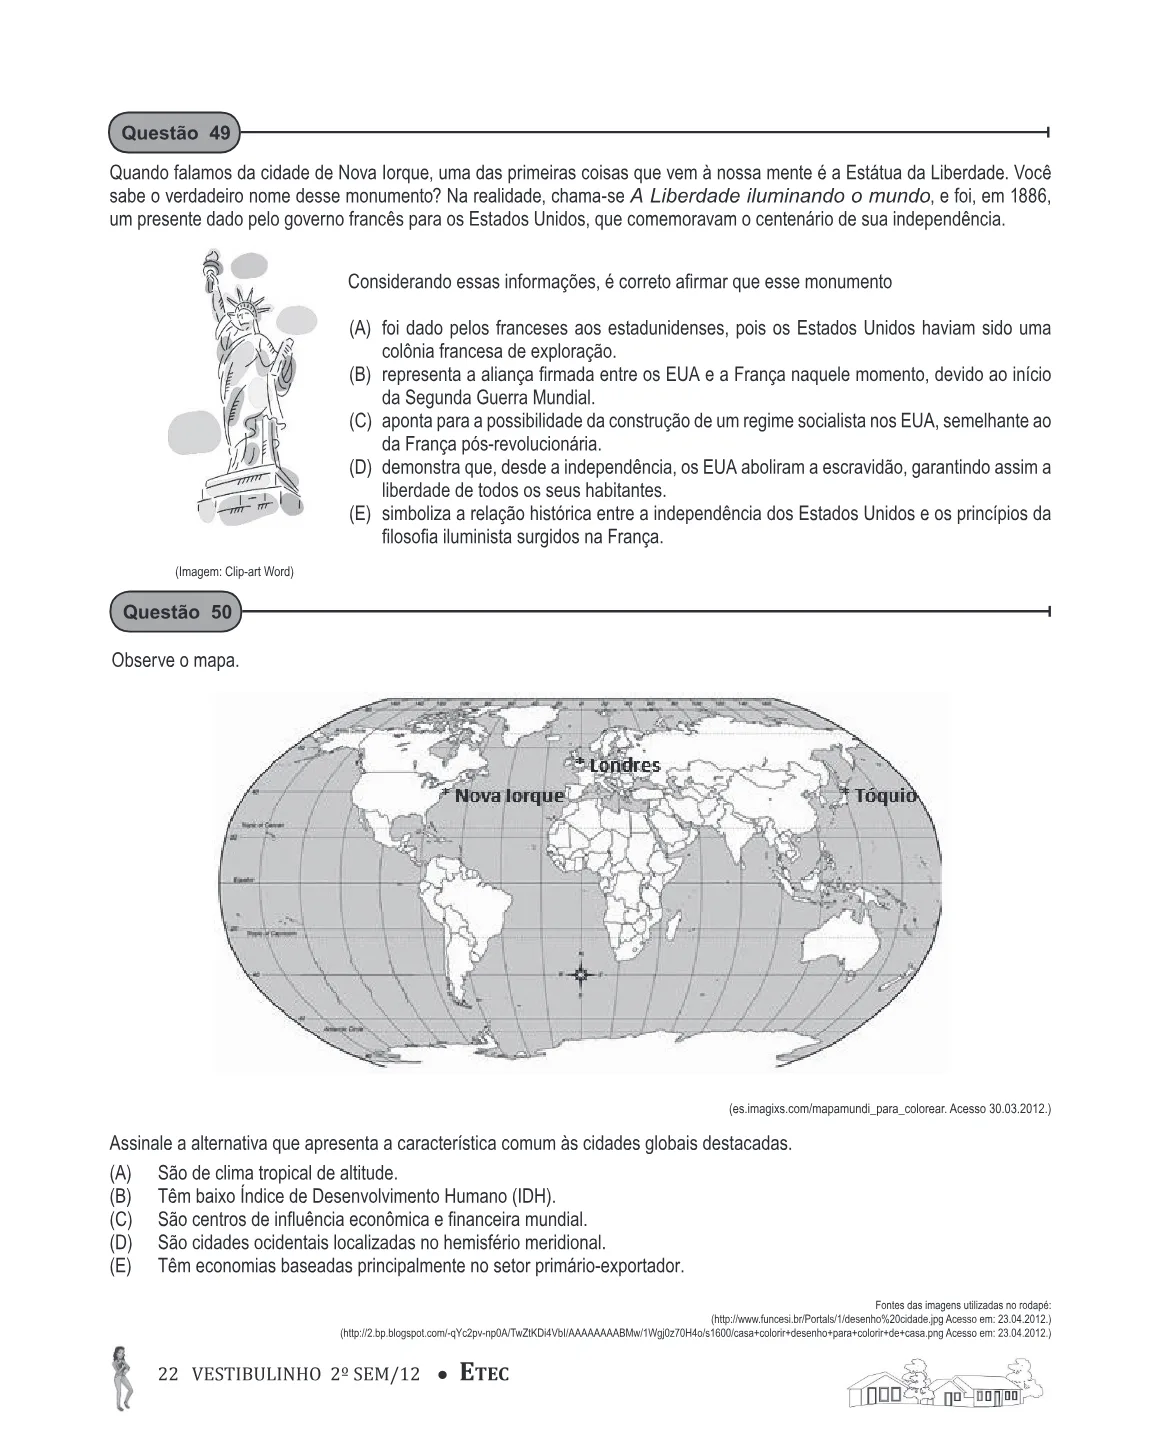 Questão 49
Quando falamos da cidade de Nova Iorque, uma das primeiras coisas que vem à nossa mente é a Estátua da Liberdade. Você
sabe o verdadeiro nome desse monumento? Na realidade, chama-se A Liberdade iluminando o mundo, e foi, em 1886,
um presente dado pelo governo francês para os Estados Unidos, que comemoravam o centenário de sua independência.
Considerando essas informações, é correto afirmar que esse monumento
(A) foi dado pelos franceses aos estadunidenses, pois os Estados Unidos haviam sido uma
colônia francesa de exploração.
(B) representa a aliança firmada entre os EUA e a França naquele momento, devido ao início
da Segunda Guerra Mundial.
(C) aponta para a possibilidade da construção de um regime socialista nos EUA, semelhante ao
da França pós-revolucionária.
(D) demonstra que, desde a independência, os EUA aboliram a escravidão, garantindo assim a
liberdade de todos os seus habitantes.
(E) simboliza a relação histórica entre a independência dos Estados Unidos e os princípios da
filosofia iluminista surgidos na França.
(Imagem: Clip-art Word)
Questão 50
Observe o mapa.
* Londres
* Nova Iorque
* Tóquio
Tropic of Cancer
Equator
Tropic of Capricorn
Antarctic Circle
(es.imagixs.com/mapamundi_para_colorear. Acesso 30.03.2012.)
Assinale a alternativa que apresenta a característica comum às cidades globais destacadas.
(A) São de clima tropical de altitude.
(B) Têm baixo Índice de Desenvolvimento Humano (IDH).
(C) São centros de influência econômica e financeira mundial.
(D) São cidades ocidentais localizadas no hemisfério meridional.
(E) Têm economias baseadas principalmente no setor primário-exportador.
Fontes das imagens utilizadas no rodapé:
(http://www.funcesi.br/Portals/1/desenho%20cidade.jpg Acesso em: 23.04.2012.)
(http://2.bp.blogspot.com/-qYc2pv-np0A/TwZtKDi4VbI/AAAAAAAABMw/1Wgj0z70H4o/s1600/casa+colorir+desenho+para+colorir+de+casa.png Acesso em: 23.04.2012.)
22 VESTIBULINHO 2º SEM/12 • ETEC